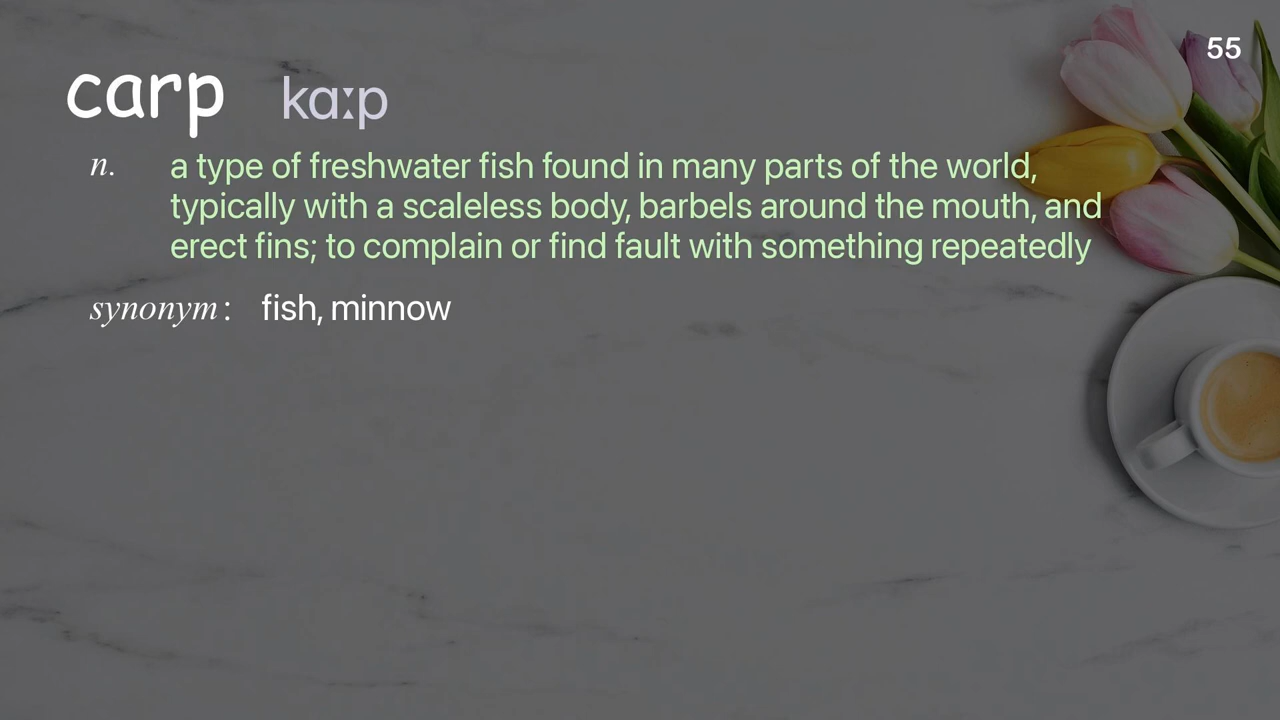 55
carp kɑːp
n. a type of freshwater fish found in many parts of the world,
typically with a scaleless body, barbels around the mouth, and
erect fins; to complain or find fault with something repeatedly
synonym: fish, minnow